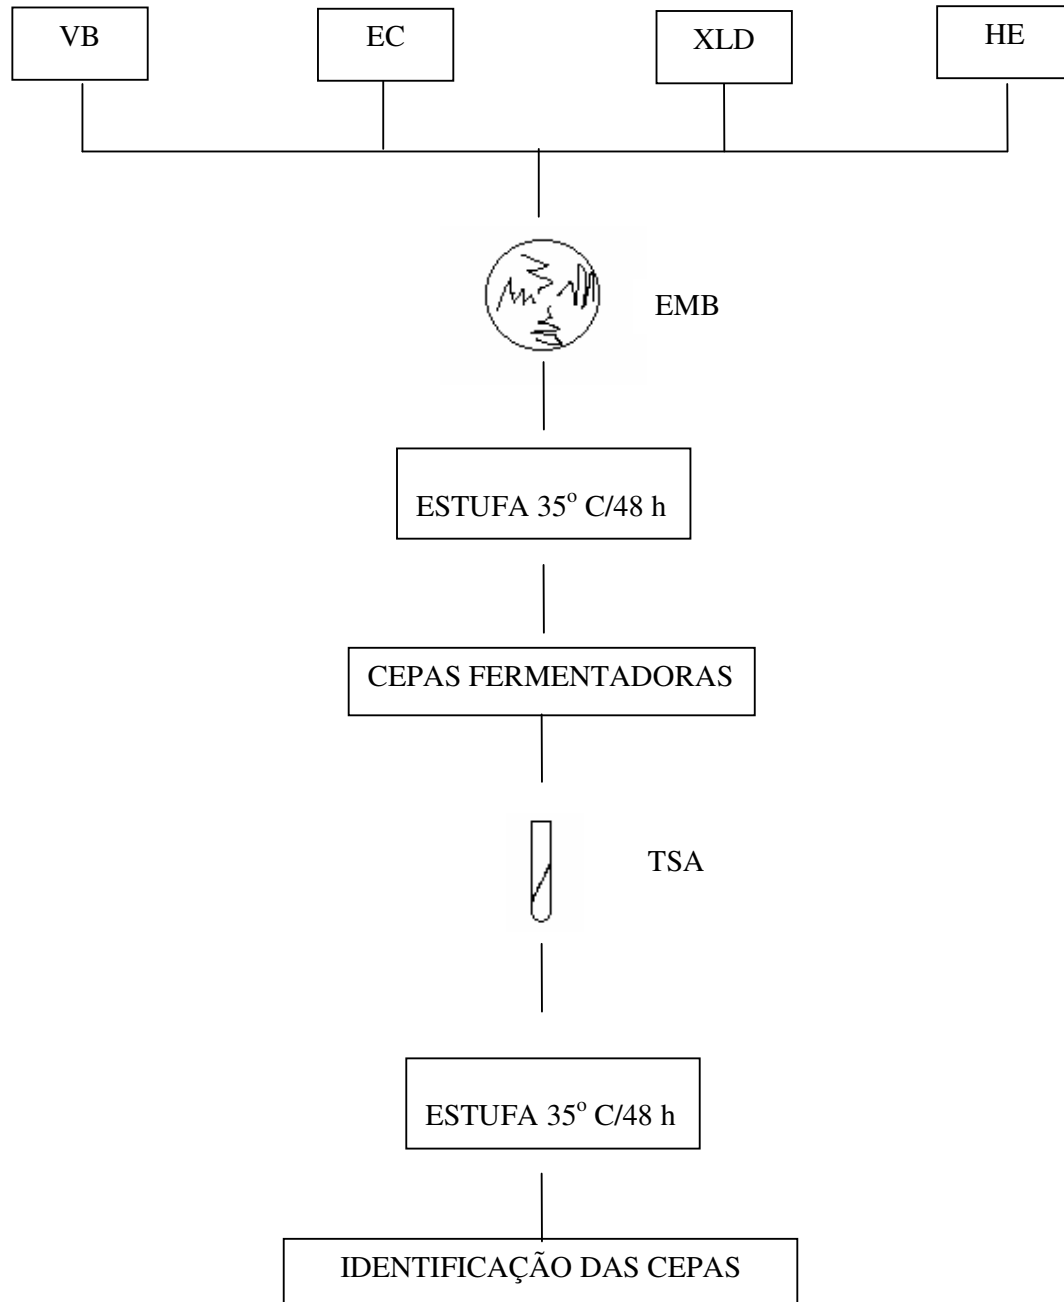 VB
EC
XLD
HE
EMB
ESTUFA 35º C/48 h
CEPAS FERMENTADORAS
TSA
ESTUFA 35º C/48 h
IDENTIFICAÇÃO DAS CEPAS